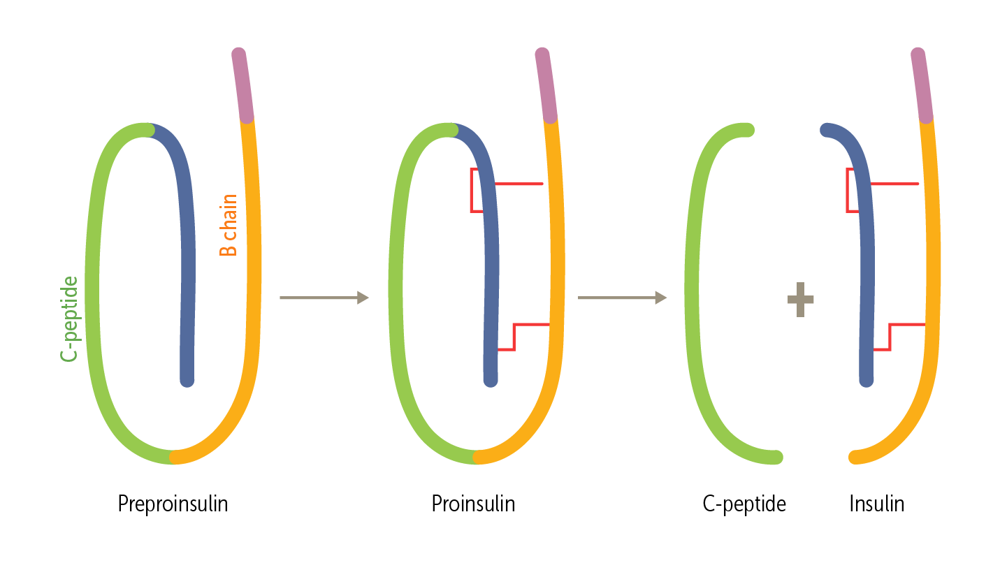 C-peptide
B chain
Preproinsulin
Proinsulin
C-peptide
Insulin